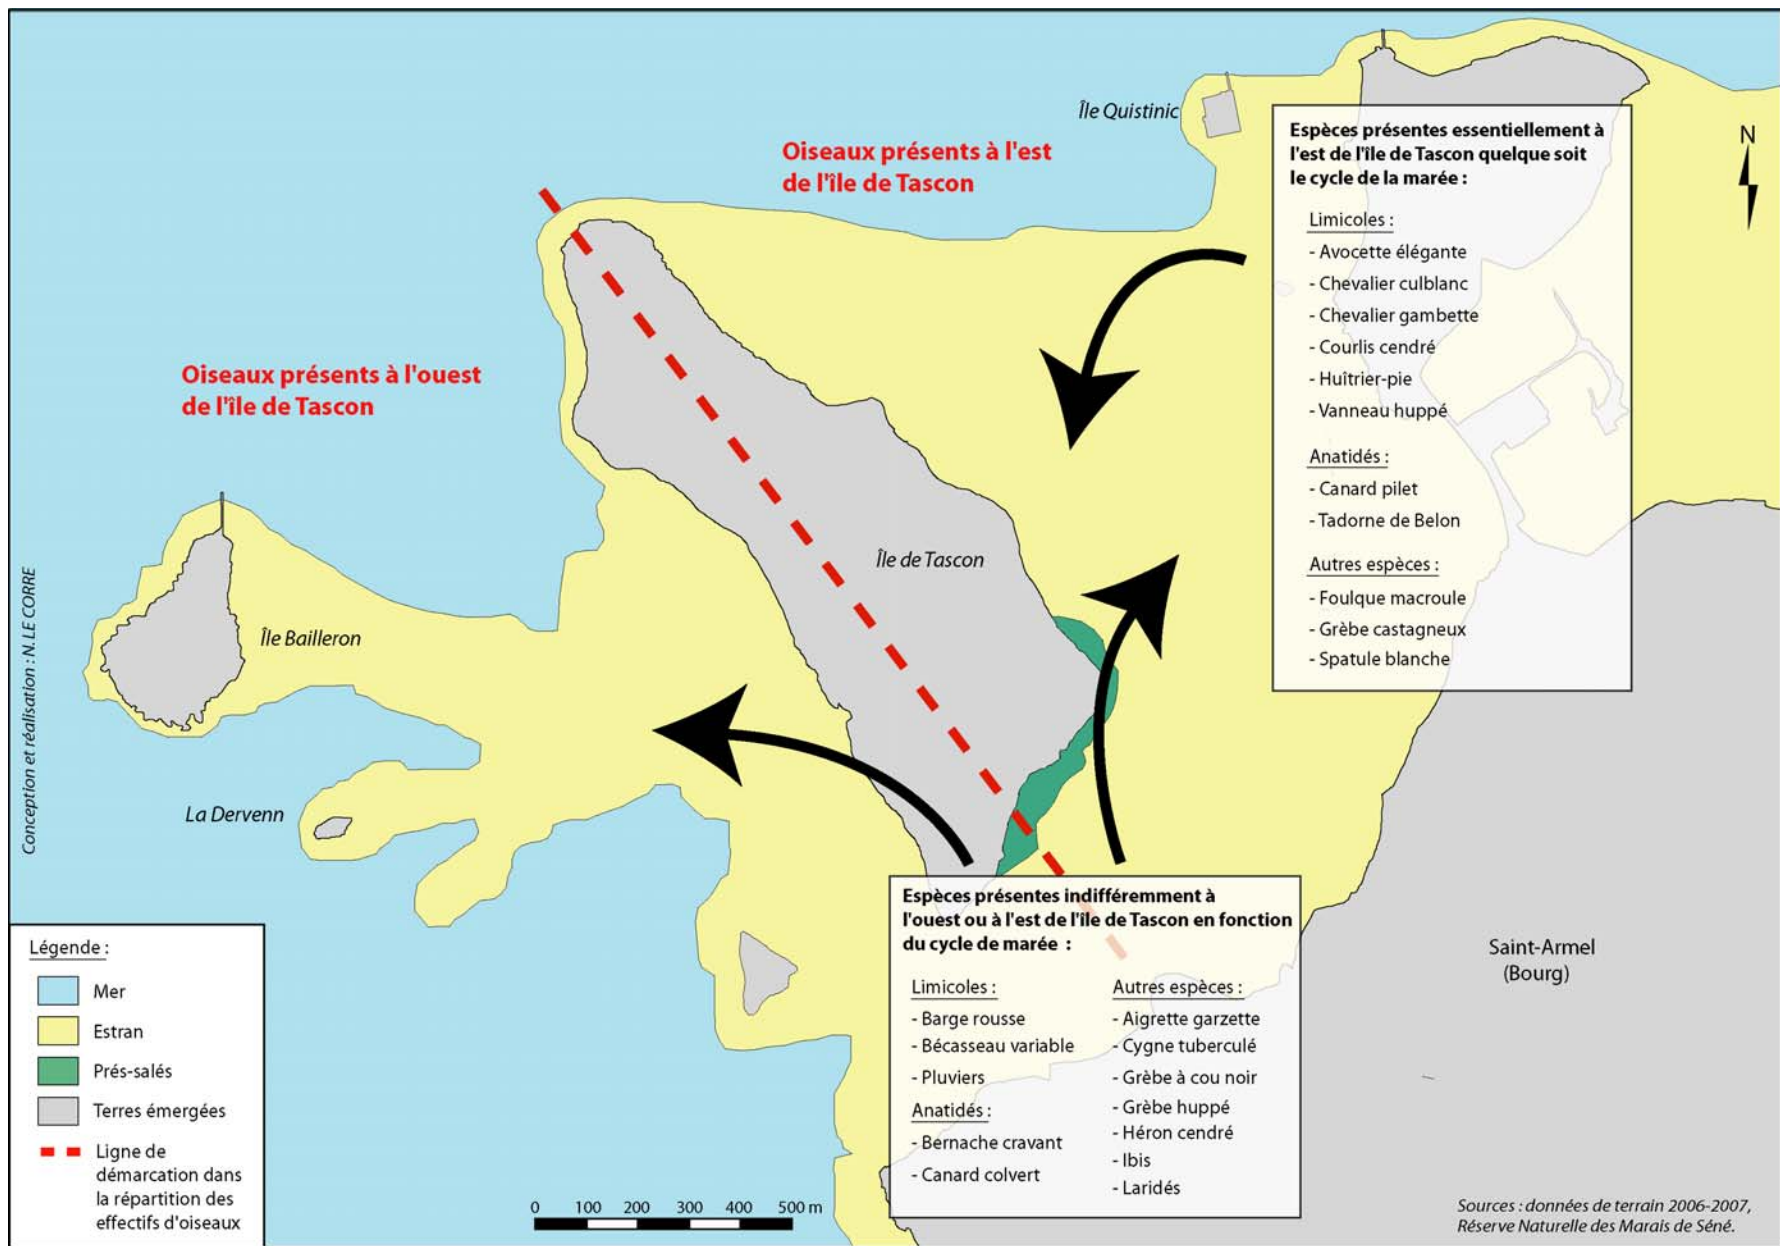 Île Quistinic
Oiseaux présents à l'est
de l'île de Tascon
Espèces présentes essentiellement à
l'est de l'île de Tascon quelque soit
le cycle de la marée :
Limicoles :
- Avocette élégante
- Chevalier culblanc
- Chevalier gambette
- Courlis cendré
- Huîtrier-pie
- Vanneau huppé
Anatidés :
- Canard pilet
- Tadorne de Belon
Autres espèces :
- Foulque macroule
- Grèbe castagneux
- Spatule blanche
N
Oiseaux présents à l'ouest
de l'île de Tascon
Île de Tascon
Île Bailleron
La Dervenn
Conception et réalisation : N. LE CORRE
Espèces présentes indifféremment à
l'ouest ou à l'est de l'île de Tascon en fonction
du cycle de marée :
Limicoles :
- Barge rousse
- Bécasseau variable
- Pluviers
Anatidés :
- Bernache cravant
- Canard colvert
Autres espèces :
- Aigrette garzette
- Cygne tuberculé
- Grèbe à cou noir
- Grèbe huppé
- Héron cendré
- Ibis
- Laridés
Saint-Armel
(Bourg)
Légende :
Mer
Estran
Prés-salés
Terres émergées
Ligne de
démarcation dans
la répartition des
effectifs d'oiseaux
0 100 200 300 400 500 m
Sources : données de terrain 2006-2007,
Réserve Naturelle des Marais de Séné.